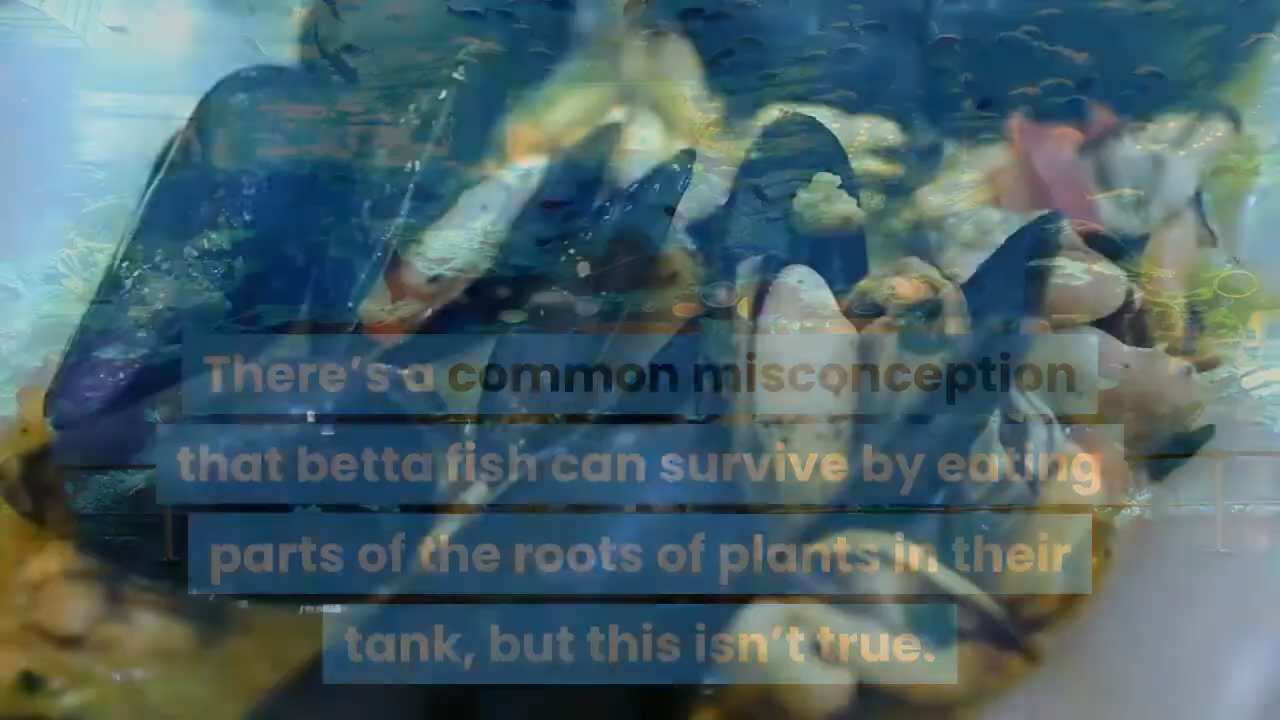 There’s a common misconception
that betta fish can survive by eating
parts of the roots of plants in their
tank, but this isn’t true.